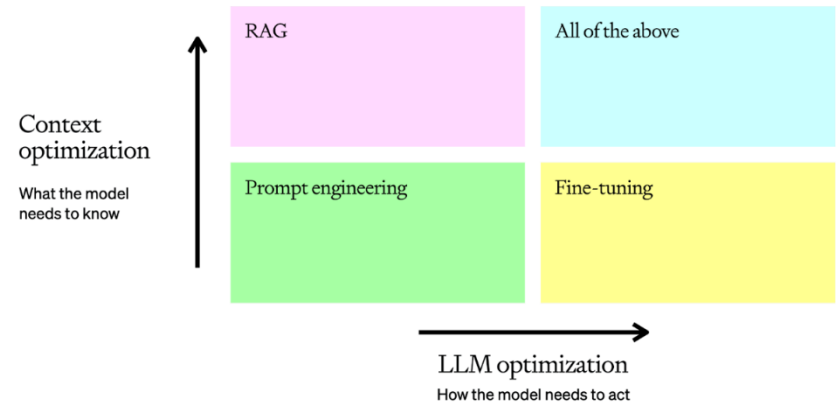 RAG
All of the above
Context
optimization
What the model
needs to know
Prompt engineering
Fine-tuning
LLM optimization
How the model needs to act